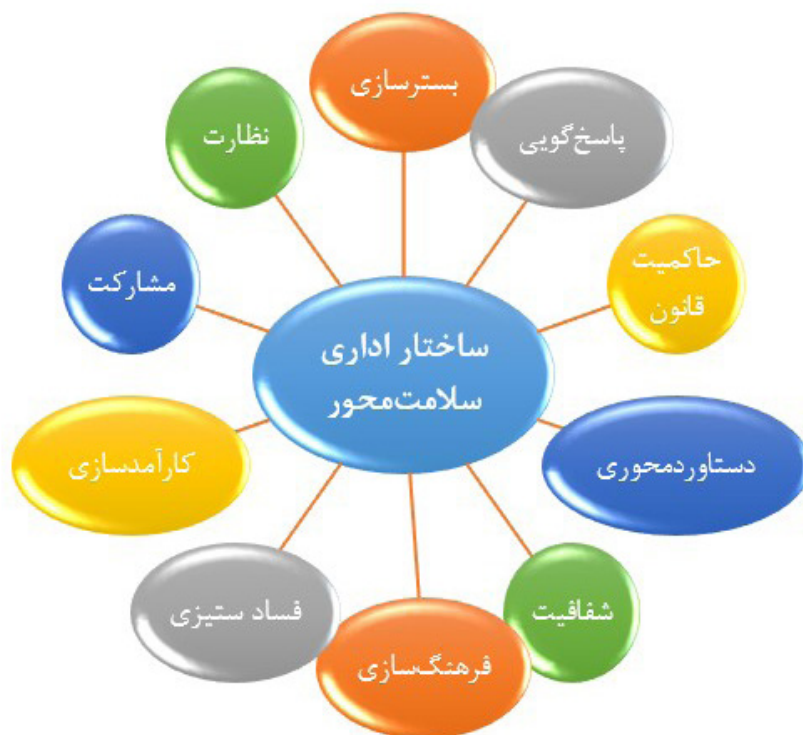 بسترسازی
پاسخ‌گویی
حاکمیت
قانون
دستاوردمحوری
شفافیت
فرهنگ‌سازی
فساد ستیزی
کارآمدسازی
مشارکت
نظارت
ساختار اداری
سلامت‌محور